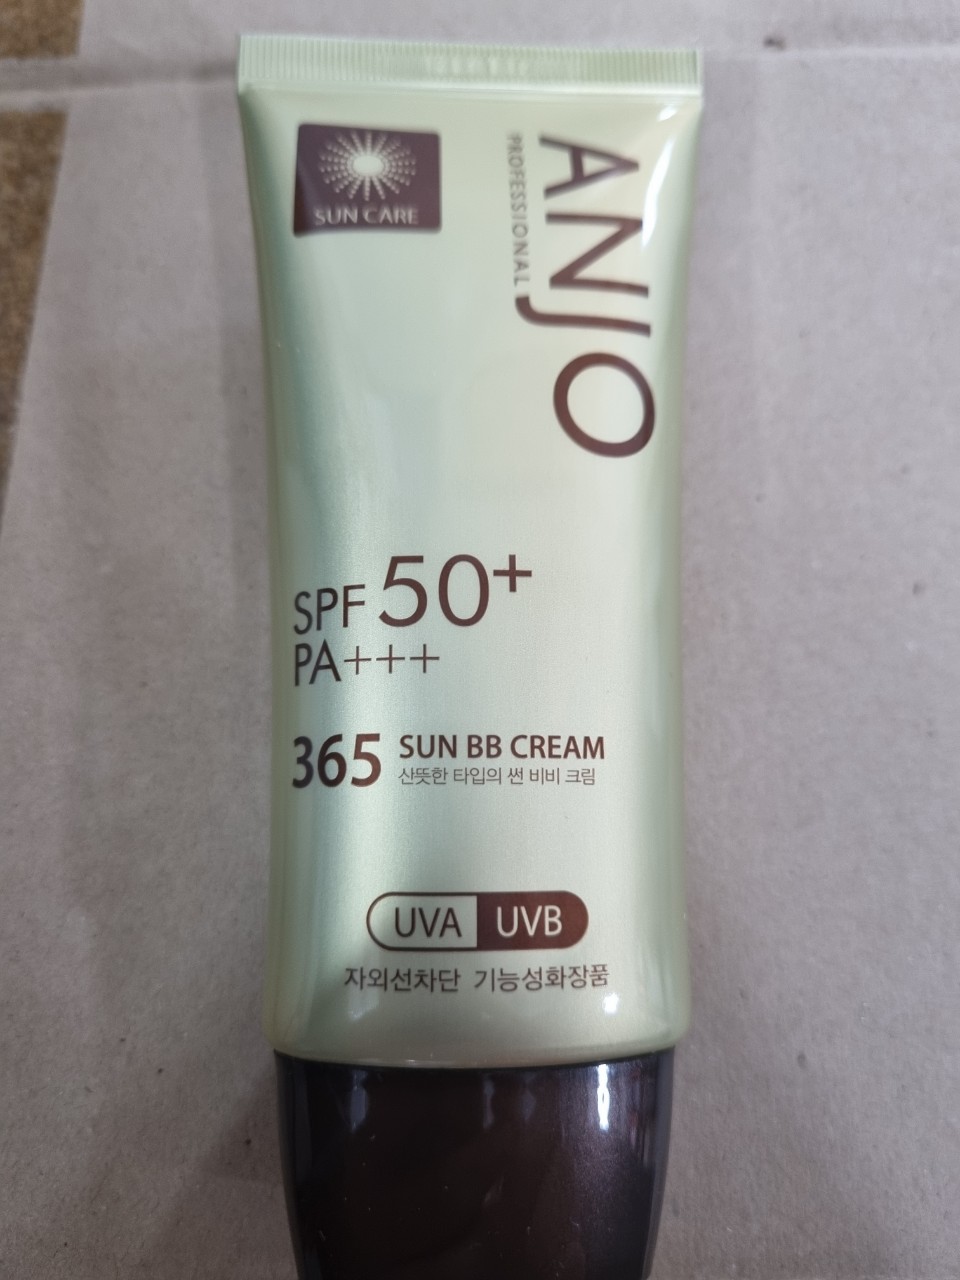 SUN CARE
ANJO
PROFESSIONAL
SPF 50+
PA+++
365 SUN BB CREAM
산뜻한 타입의 썬 비비 크림
UVA UVB
자외선차단 기능성화장품